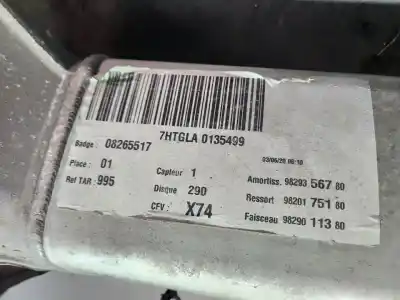 7HTGLA 0135499
Badge : 08265517
03/06/20 06:10
Place : 01
Capteur 1
Amortiss. 98293 567 80
Ref TAR : 995
Disque 290
Ressort 98201 751 80
CFV : X74
Faisceau 98290 113 80